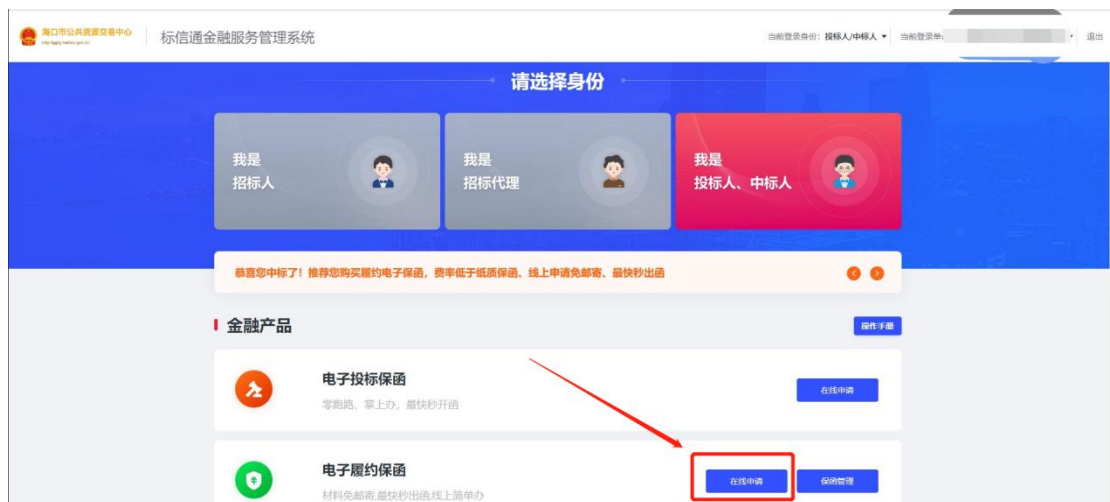 海口市公共资源交易中心
标信通金融服务管理系统
当前登录身份：投标人/中标人
当前登录单
退出
请选择身份
我是
招标人
我是
招标代理
我是
投标人、中标人
恭喜您中标了！推荐您购买履约电子保函，费率低于纸质保函、线上申请免邮寄、最快秒出函
金融产品
操作手册
电子投标保函
零跑路、掌上办，最快秒开函
在线申请
电子履约保函
材料免邮寄,最快秒出函,线上简单办
在线申请
保函管理